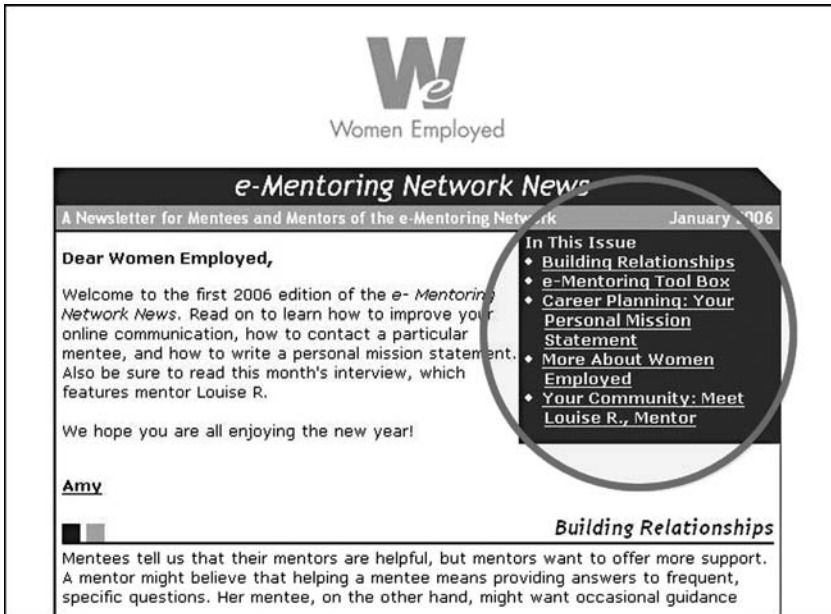 We
Women Employed
e-Mentoring Network News
A Newsletter for Mentees and Mentors of the e-Mentoring Network
January 2006
Dear Women Employed,
Welcome to the first 2006 edition of the e- Mentoring
Network News. Read on to learn how to improve your
online communication, how to contact a particular
mentee, and how to write a personal mission statement.
Also be sure to read this month's interview, which
features mentor Louise R.
We hope you are all enjoying the new year!
Amy
In This Issue
◆ Building Relationships
◆ e-Mentoring Tool Box
◆ Career Planning: Your
Personal Mission
Statement
◆ More About Women
Employed
◆ Your Community: Meet
Louise R., Mentor
Building Relationships
Mentees tell us that their mentors are helpful, but mentors want to offer more support.
A mentor might believe that helping a mentee means providing answers to frequent,
specific questions. Her mentee, on the other hand, might want occasional guidance